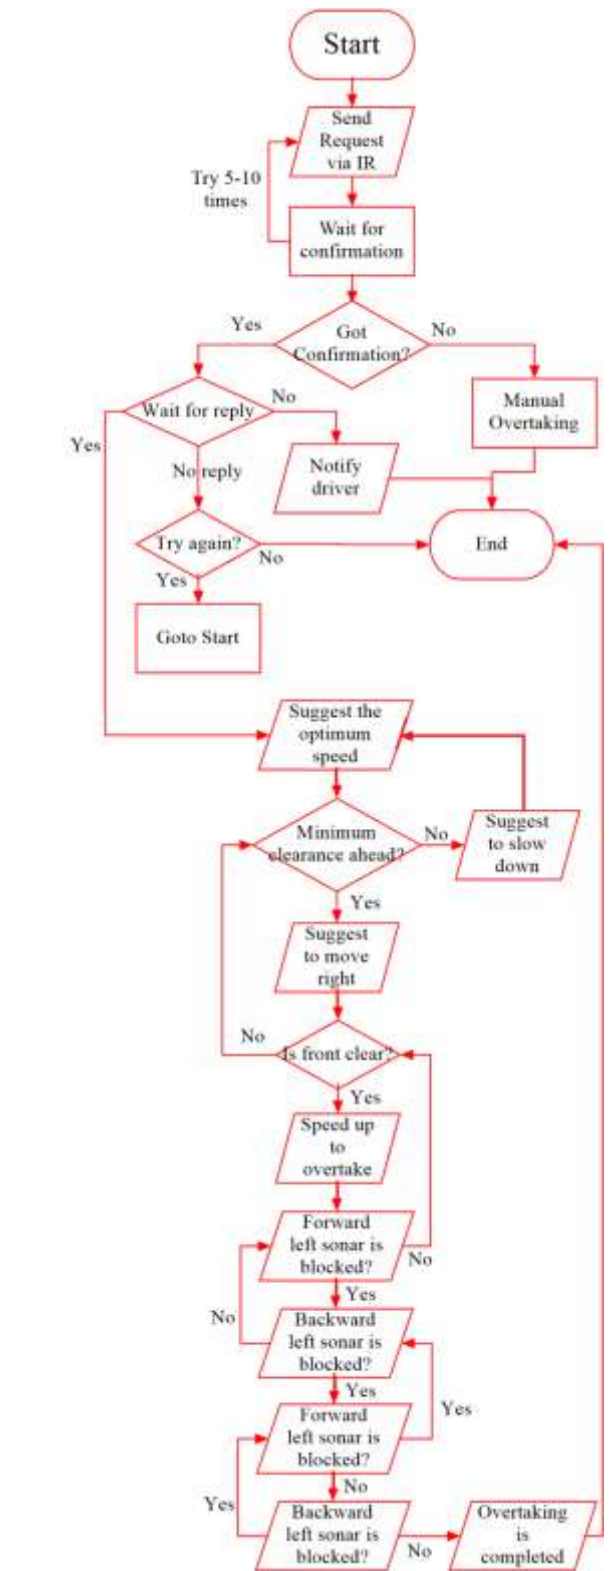 Start
Send
Request
via IR
Try 5-10
times
Wait for
confirmation
Got
Confirmation?
Yes
No
Wait for reply
No
Yes
Manual
Overtaking
Notify
driver
No reply
Try again?
No
End
Yes
Goto Start
Suggest the
optimum
speed
Minimum
clearance ahead?
No
Suggest
to slow
down
Yes
Suggest
to move
right
No
Is front clear?
Yes
Speed up
to
overtake
Forward
left sonar is
blocked?
No
Yes
No
Backward
left sonar is
blocked?
Yes
Yes
Forward
left sonar is
blocked?
No
Yes
Backward
left sonar is
blocked?
No
Overtaking
is
completed